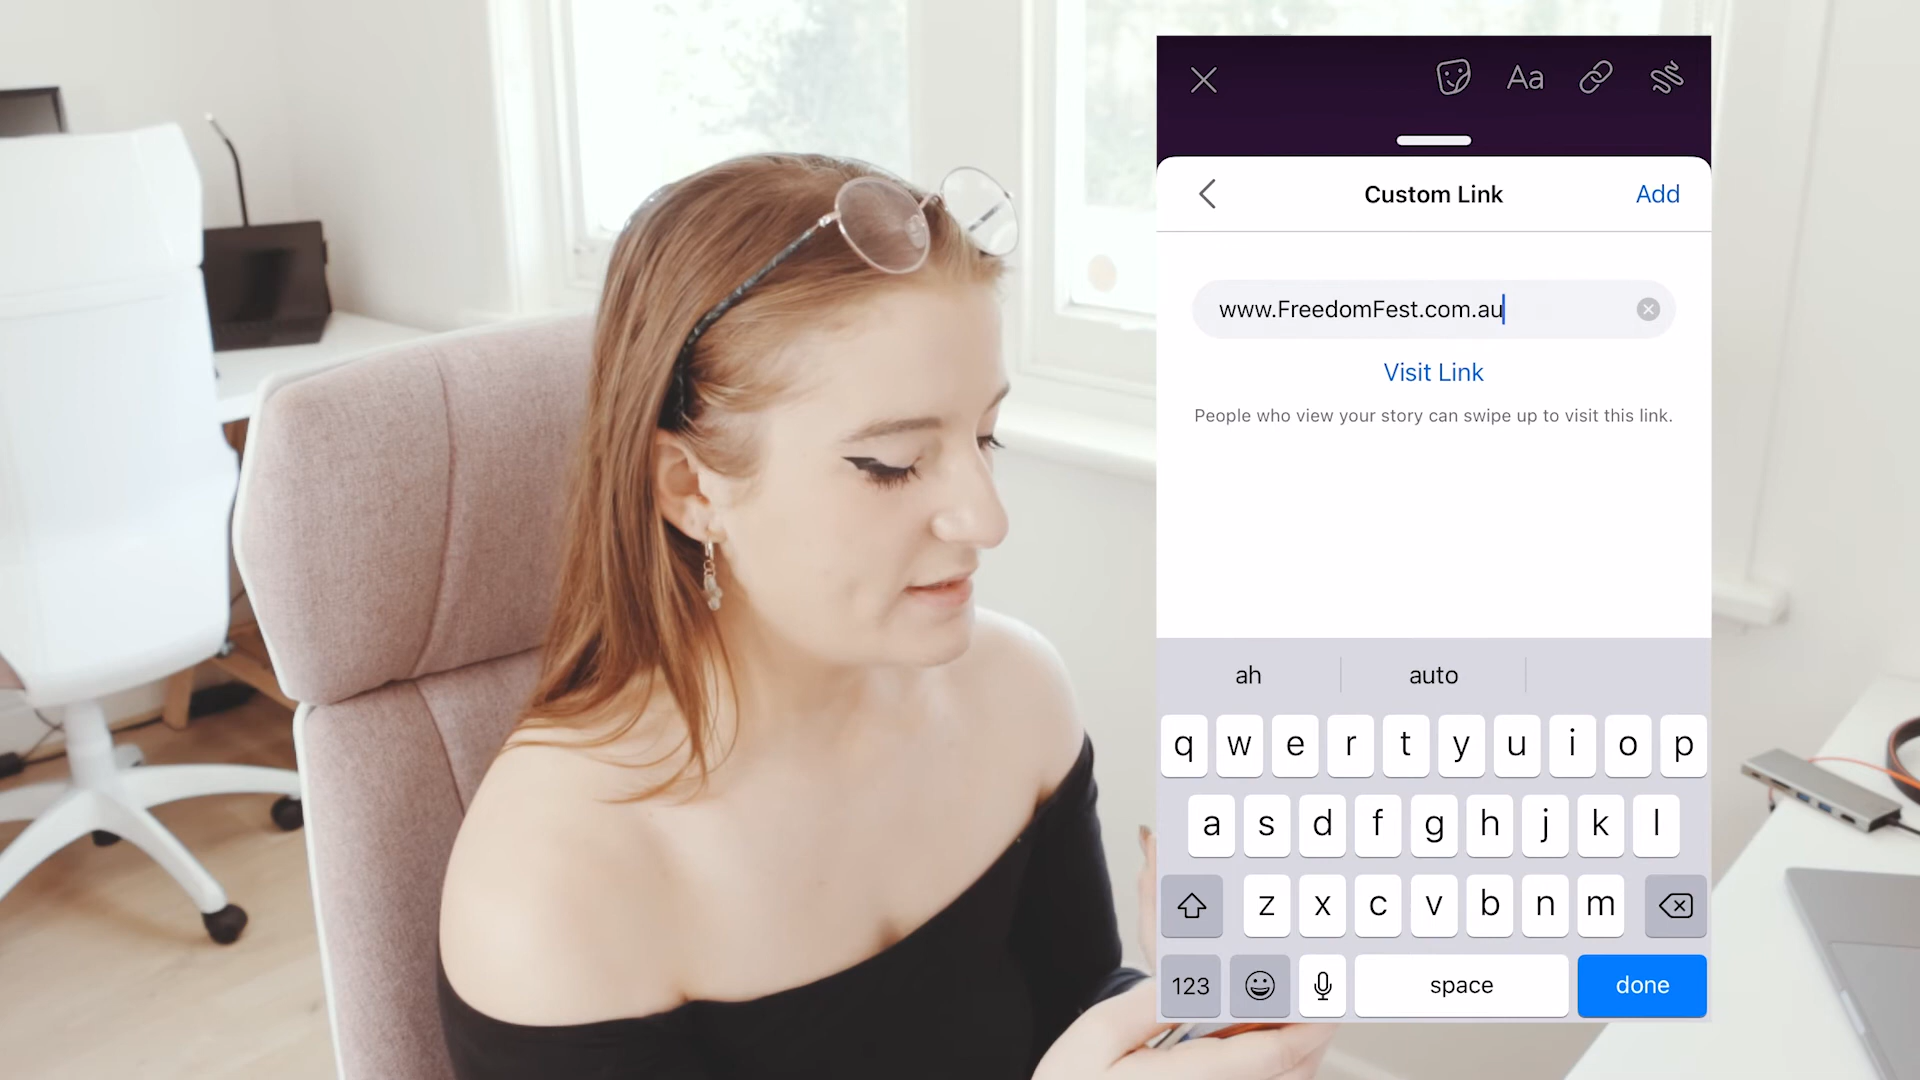 Aa
Custom Link
Add
www.FreedomFest.com.au
Visit Link
People who view your story can swipe up to visit this link.
ah auto
q w e r t y u i o p
a s d f g h j k l
z x c v b n m
123 space done